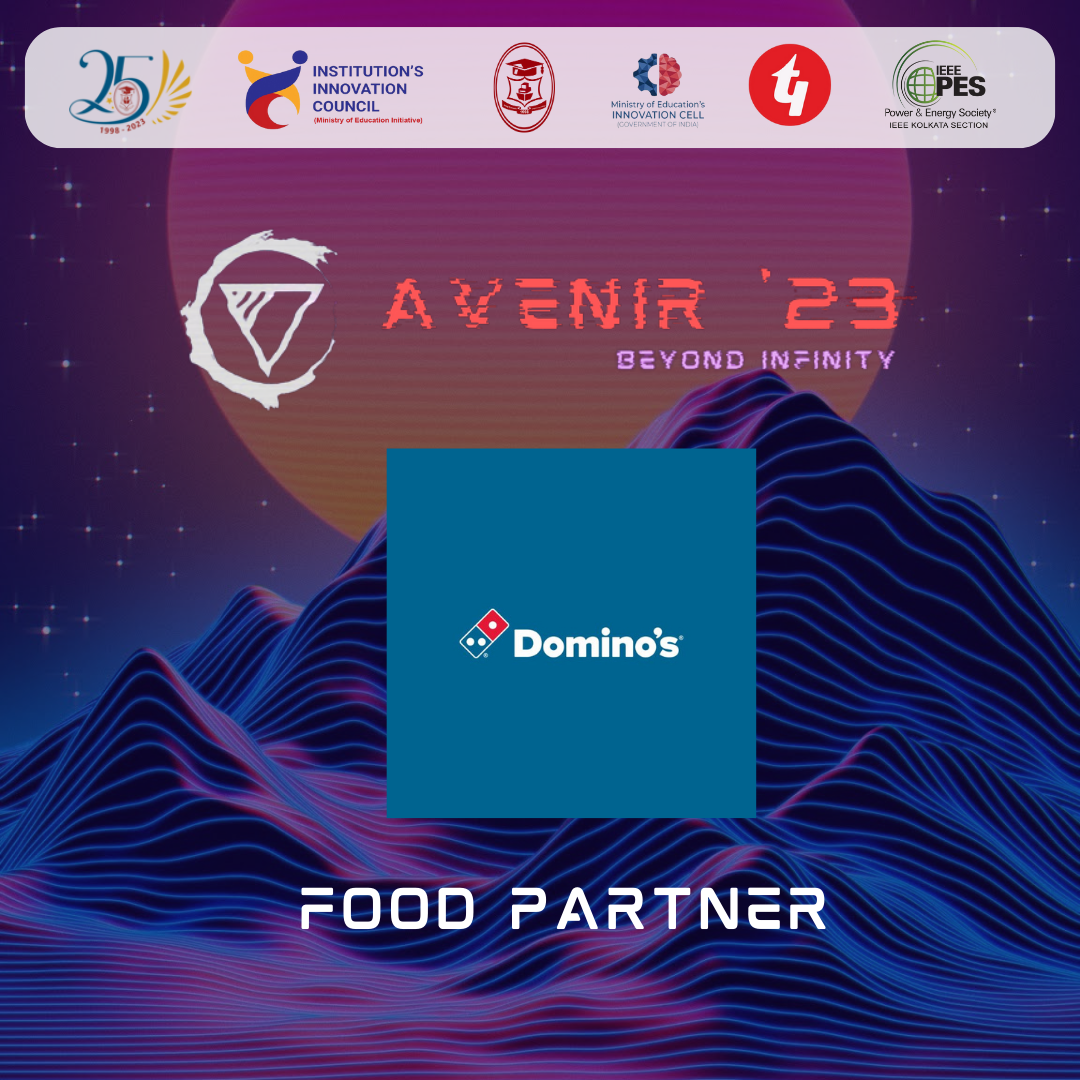 25
1998 - 2023
INSTITUTION'S
INNOVATION
COUNCIL
(Ministry of Education Initiative)
Ministry of Education's
INNOVATION CELL
(GOVERNMENT OF INDIA)
IEEE
PES
Power & Energy Society®
IEEE KOLKATA SECTION
AVENIR '23
BEYOND INFINITY
Domino's®
FOOD PARTNER